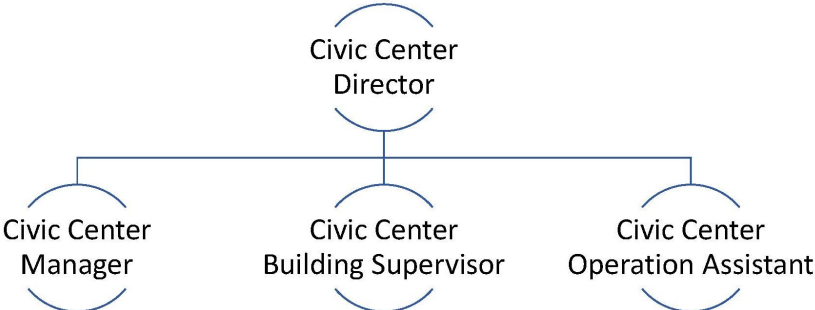 Civic Center
Director
Civic Center
Manager
Civic Center
Building Supervisor
Civic Center
Operation Assistant